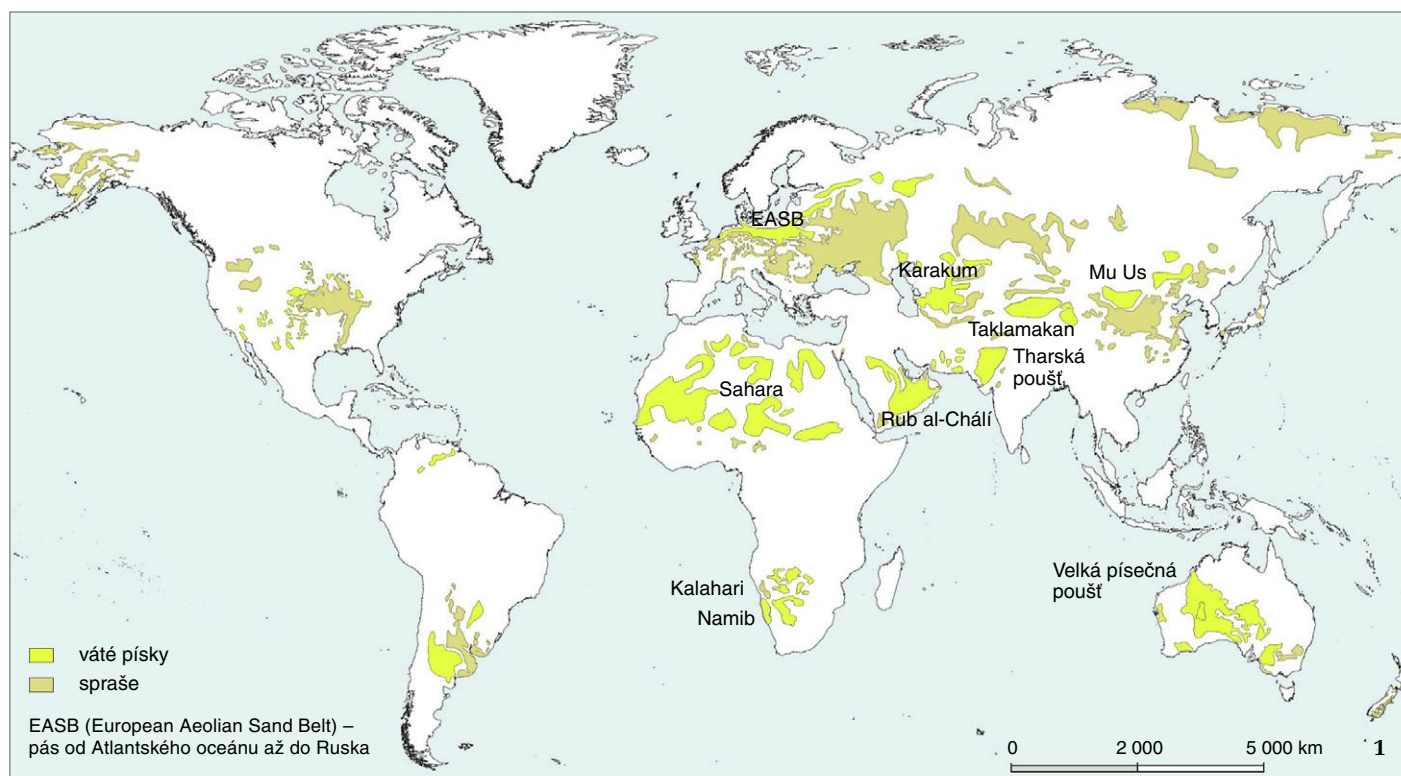 EASB
Karakum
Mu Us
Taklamakan
Tharská
poušť
Sahara
Rub al-Chálí
Kalahari
Namib
Velká písečná
poušť
váté písky
spraše
EASB (European Aeolian Sand Belt) –
pás od Atlantského oceánu až do Ruska
0 2 000 5 000 km 1